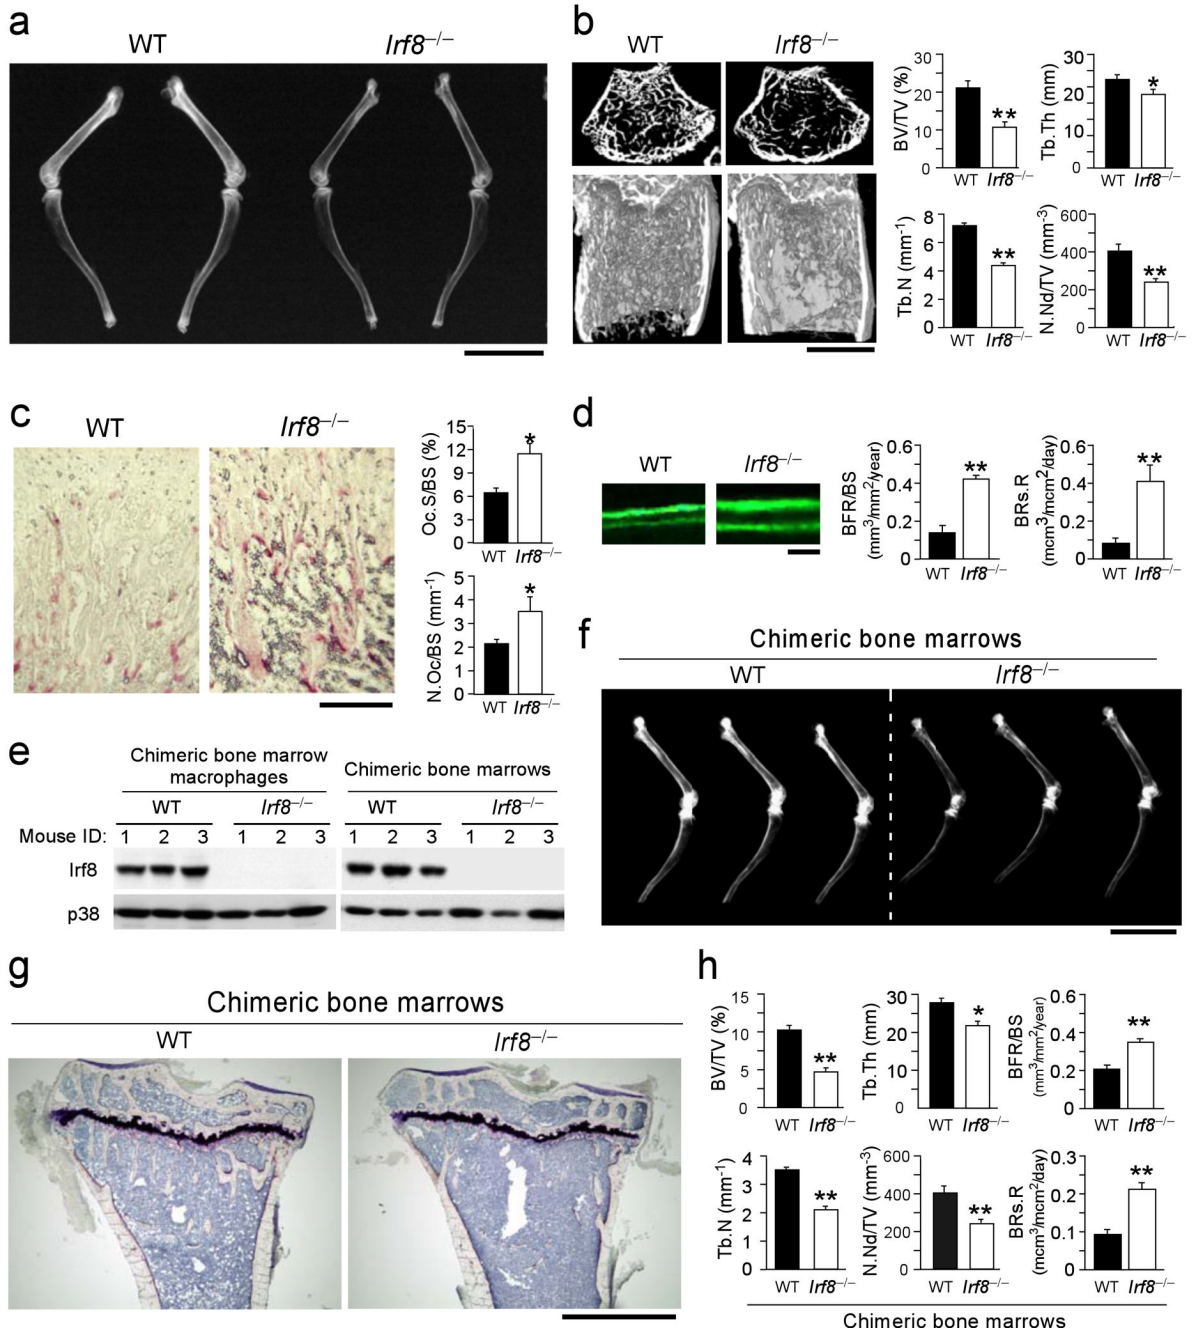 a
WT
Irf8–/–
b
WT
Irf8–/–
BV/TV (%)
30
20
10
0
**
WT Irf8–/–
Tb.Th (mm)
30
20
10
0
*
WT Irf8–/–
Tb.N (mm-1)
8
6
4
2
0
**
WT Irf8–/–
N.Nd/TV (mm-3)
600
400
200
0
**
WT Irf8–/–
c
WT
Irf8–/–
Oc.S/BS (%)
15
12
9
6
3
0
*
WT Irf8–/–
N.Oc/BS (mm-1)
5
4
3
2
1
0
*
WT Irf8–/–
d
WT
Irf8–/–
BFR/BS
(mm3/mm2/year)
0.6
0.4
0.2
0
**
WT Irf8–/–
BRs.R
(mcm3/mcm2/day)
0.6
0.4
0.2
0
**
WT Irf8–/–
e
Chimeric bone marrow
macrophages
Chimeric bone marrows
WT Irf8–/– WT Irf8–/–
Mouse ID: 1 2 3 1 2 3 1 2 3 1 2 3
Irf8
p38
f
Chimeric bone marrows
WT
Irf8–/–
g
Chimeric bone marrows
WT
Irf8–/–
h
BV/TV (%)
15
10
5
0
**
WT Irf8–/–
Tb.Th (mm)
30
20
10
0
*
WT Irf8–/–
BFR/BS
(mm3/mm2/year)
0.6
0.4
0.2
0
**
WT Irf8–/–
Tb.N (mm-1)
4
3
2
1
0
**
WT Irf8–/–
N.Nd/TV (mm-3)
600
400
200
0
**
WT Irf8–/–
BRs.R
(mcm3/mcm2/day)
0.3
0.2
0.1
0
**
WT Irf8–/–
Chimeric bone marrows